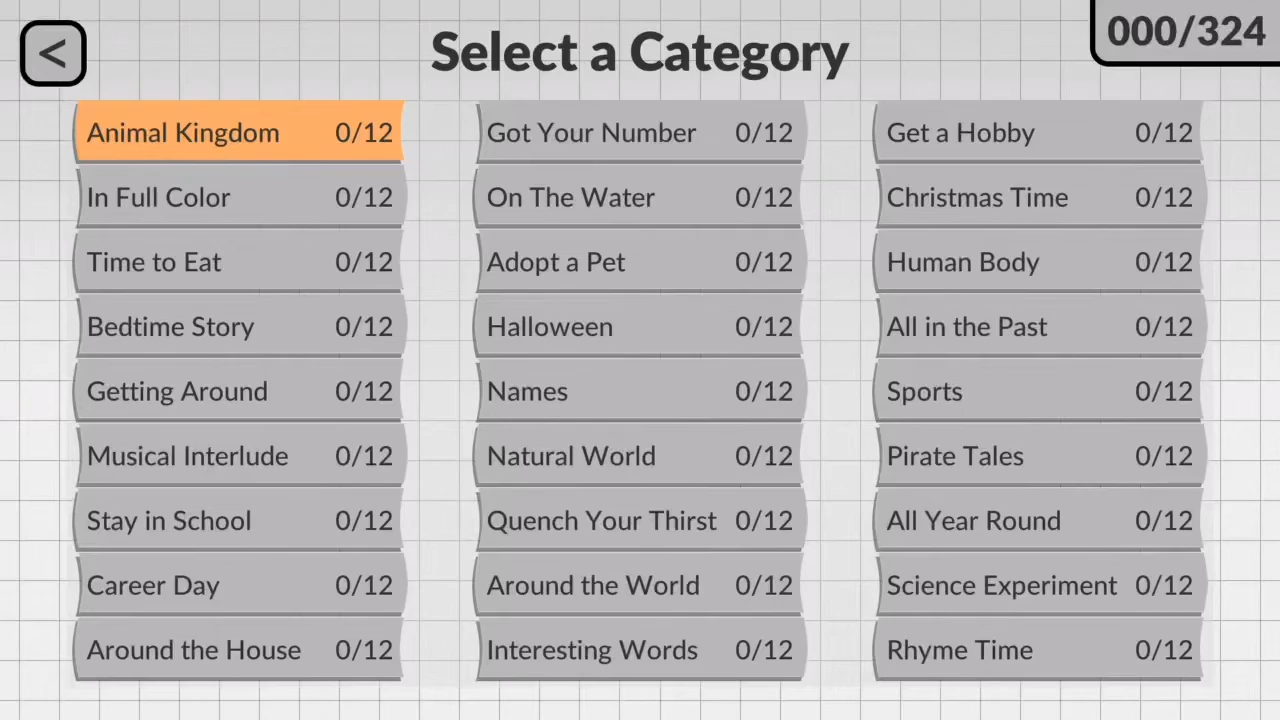 <
Select a Category
000/324
Animal Kingdom 0/12
In Full Color 0/12
Time to Eat 0/12
Bedtime Story 0/12
Getting Around 0/12
Musical Interlude 0/12
Stay in School 0/12
Career Day 0/12
Around the House 0/12
Got Your Number 0/12
On The Water 0/12
Adopt a Pet 0/12
Halloween 0/12
Names 0/12
Natural World 0/12
Quench Your Thirst 0/12
Around the World 0/12
Interesting Words 0/12
Get a Hobby 0/12
Christmas Time 0/12
Human Body 0/12
All in the Past 0/12
Sports 0/12
Pirate Tales 0/12
All Year Round 0/12
Science Experiment 0/12
Rhyme Time 0/12